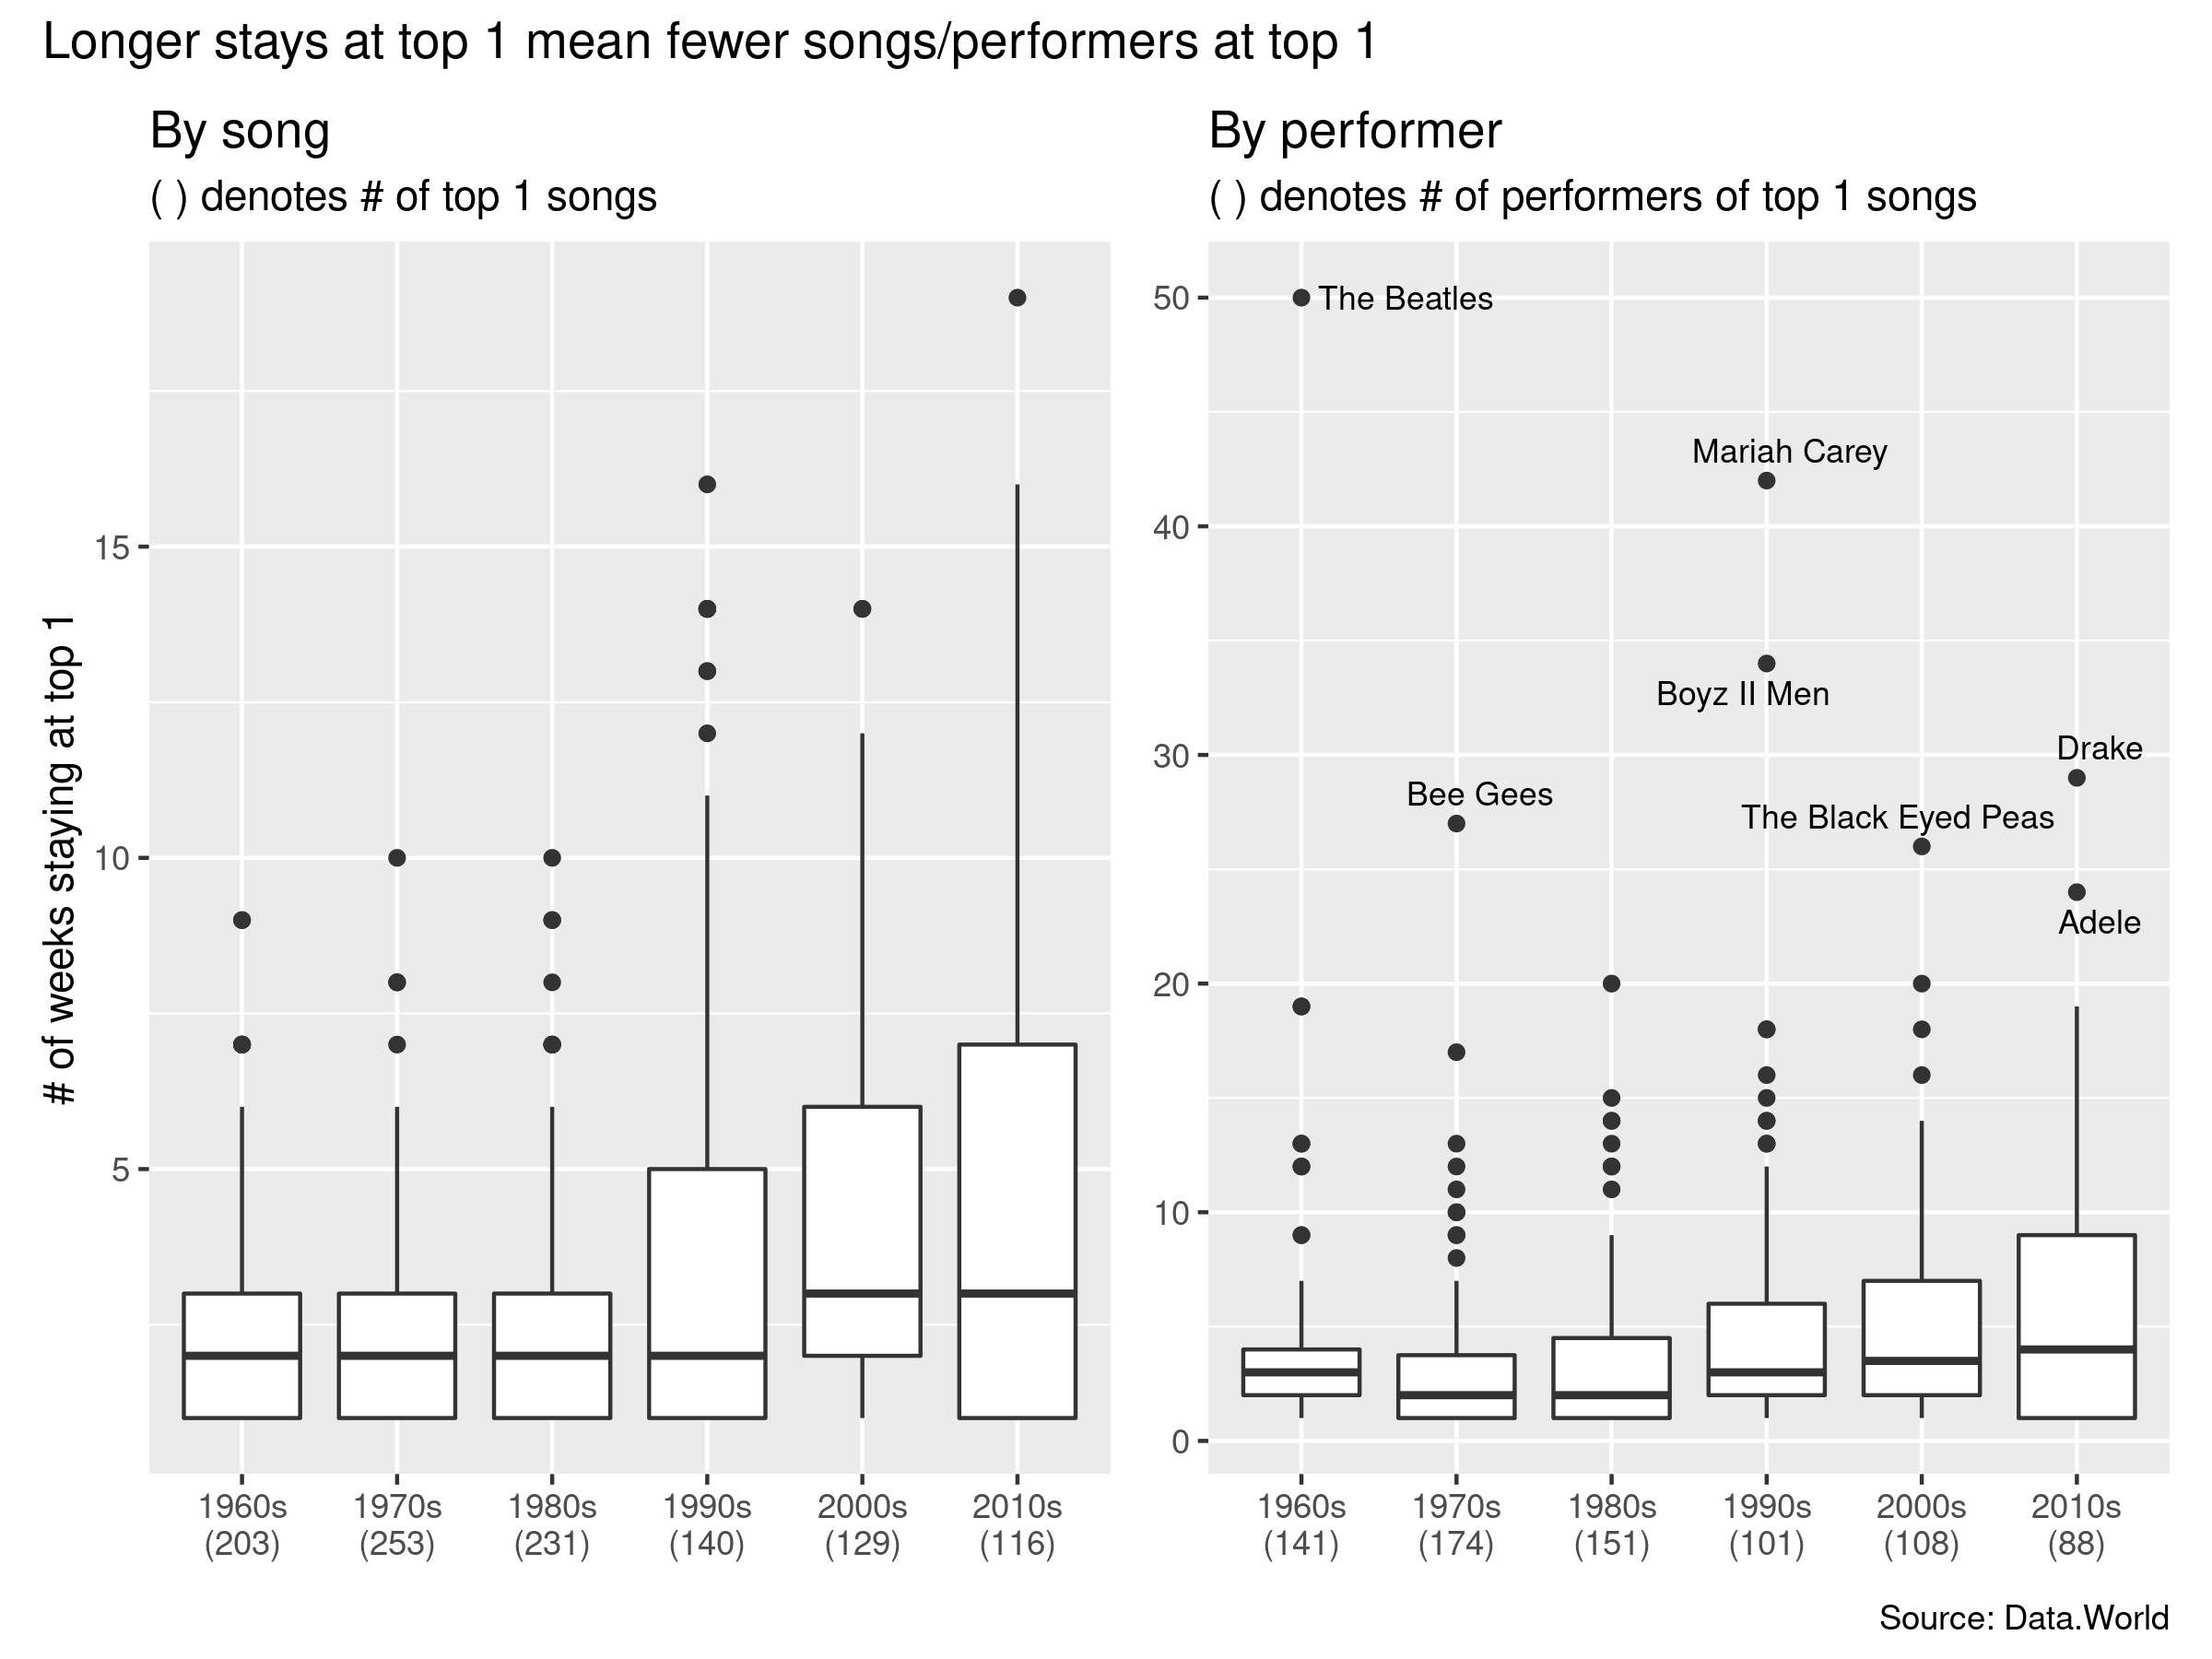 Longer stays at top 1 mean fewer songs/performers at top 1
By song
( ) denotes # of top 1 songs
# of weeks staying at top 1
15
10
5
1960s
(203)
1970s
(253)
1980s
(231)
1990s
(140)
2000s
(129)
2010s
(116)
By performer
( ) denotes # of performers of top 1 songs
50
40
30
20
10
0
The Beatles
Mariah Carey
Boyz II Men
Drake
Bee Gees
The Black Eyed Peas
Adele
1960s
(141)
1970s
(174)
1980s
(151)
1990s
(101)
2000s
(108)
2010s
(88)
Source: Data.World